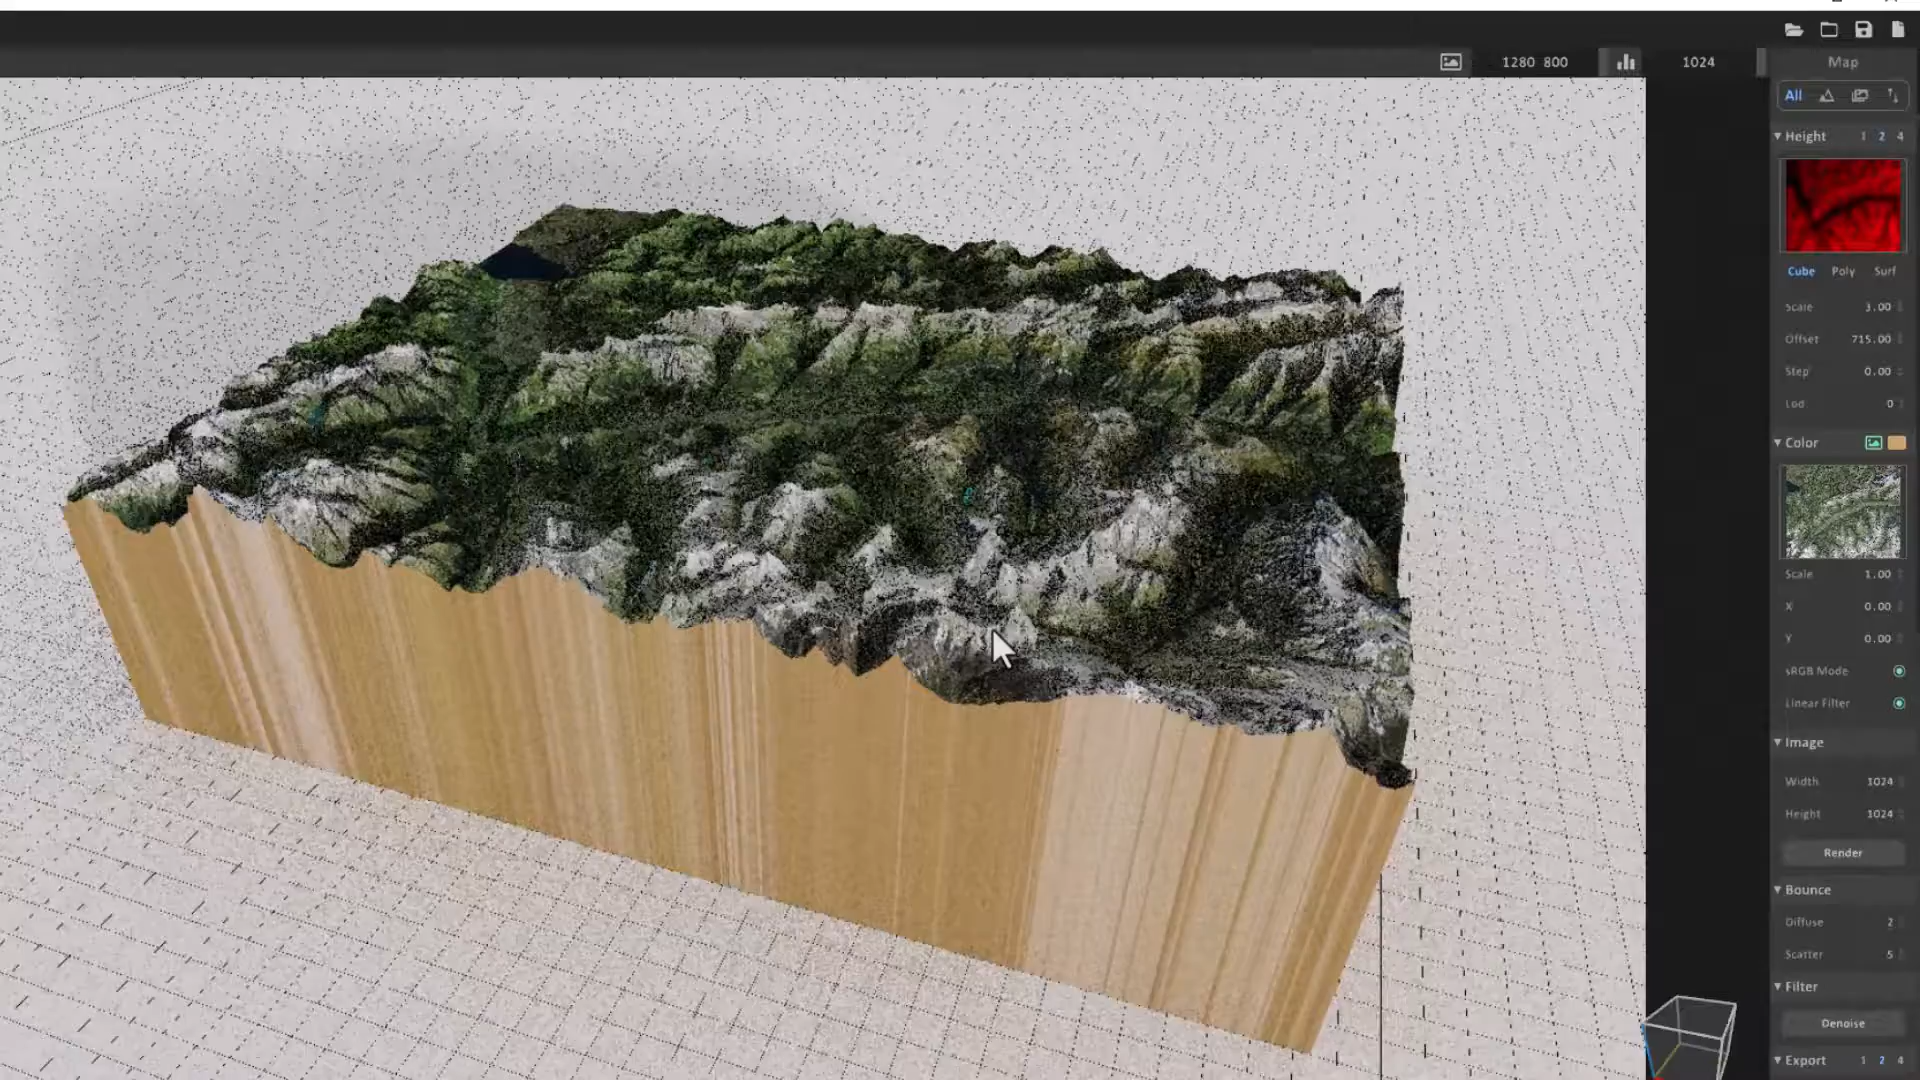 1280 800
1024
Map
All
Height 1 2 4
Cube Poly Surf
Scale 3.00
Offset 715.00
Step 0.00
Lod 0
Color
Scale 1.00
X 0.00
Y 0.00
sRGB Mode
Linear Filter
Image
Width 1024
Height 1024
Render
Bounce
Diffuse 2
Scatter 5
Filter
Denoise
Export 1 2 4